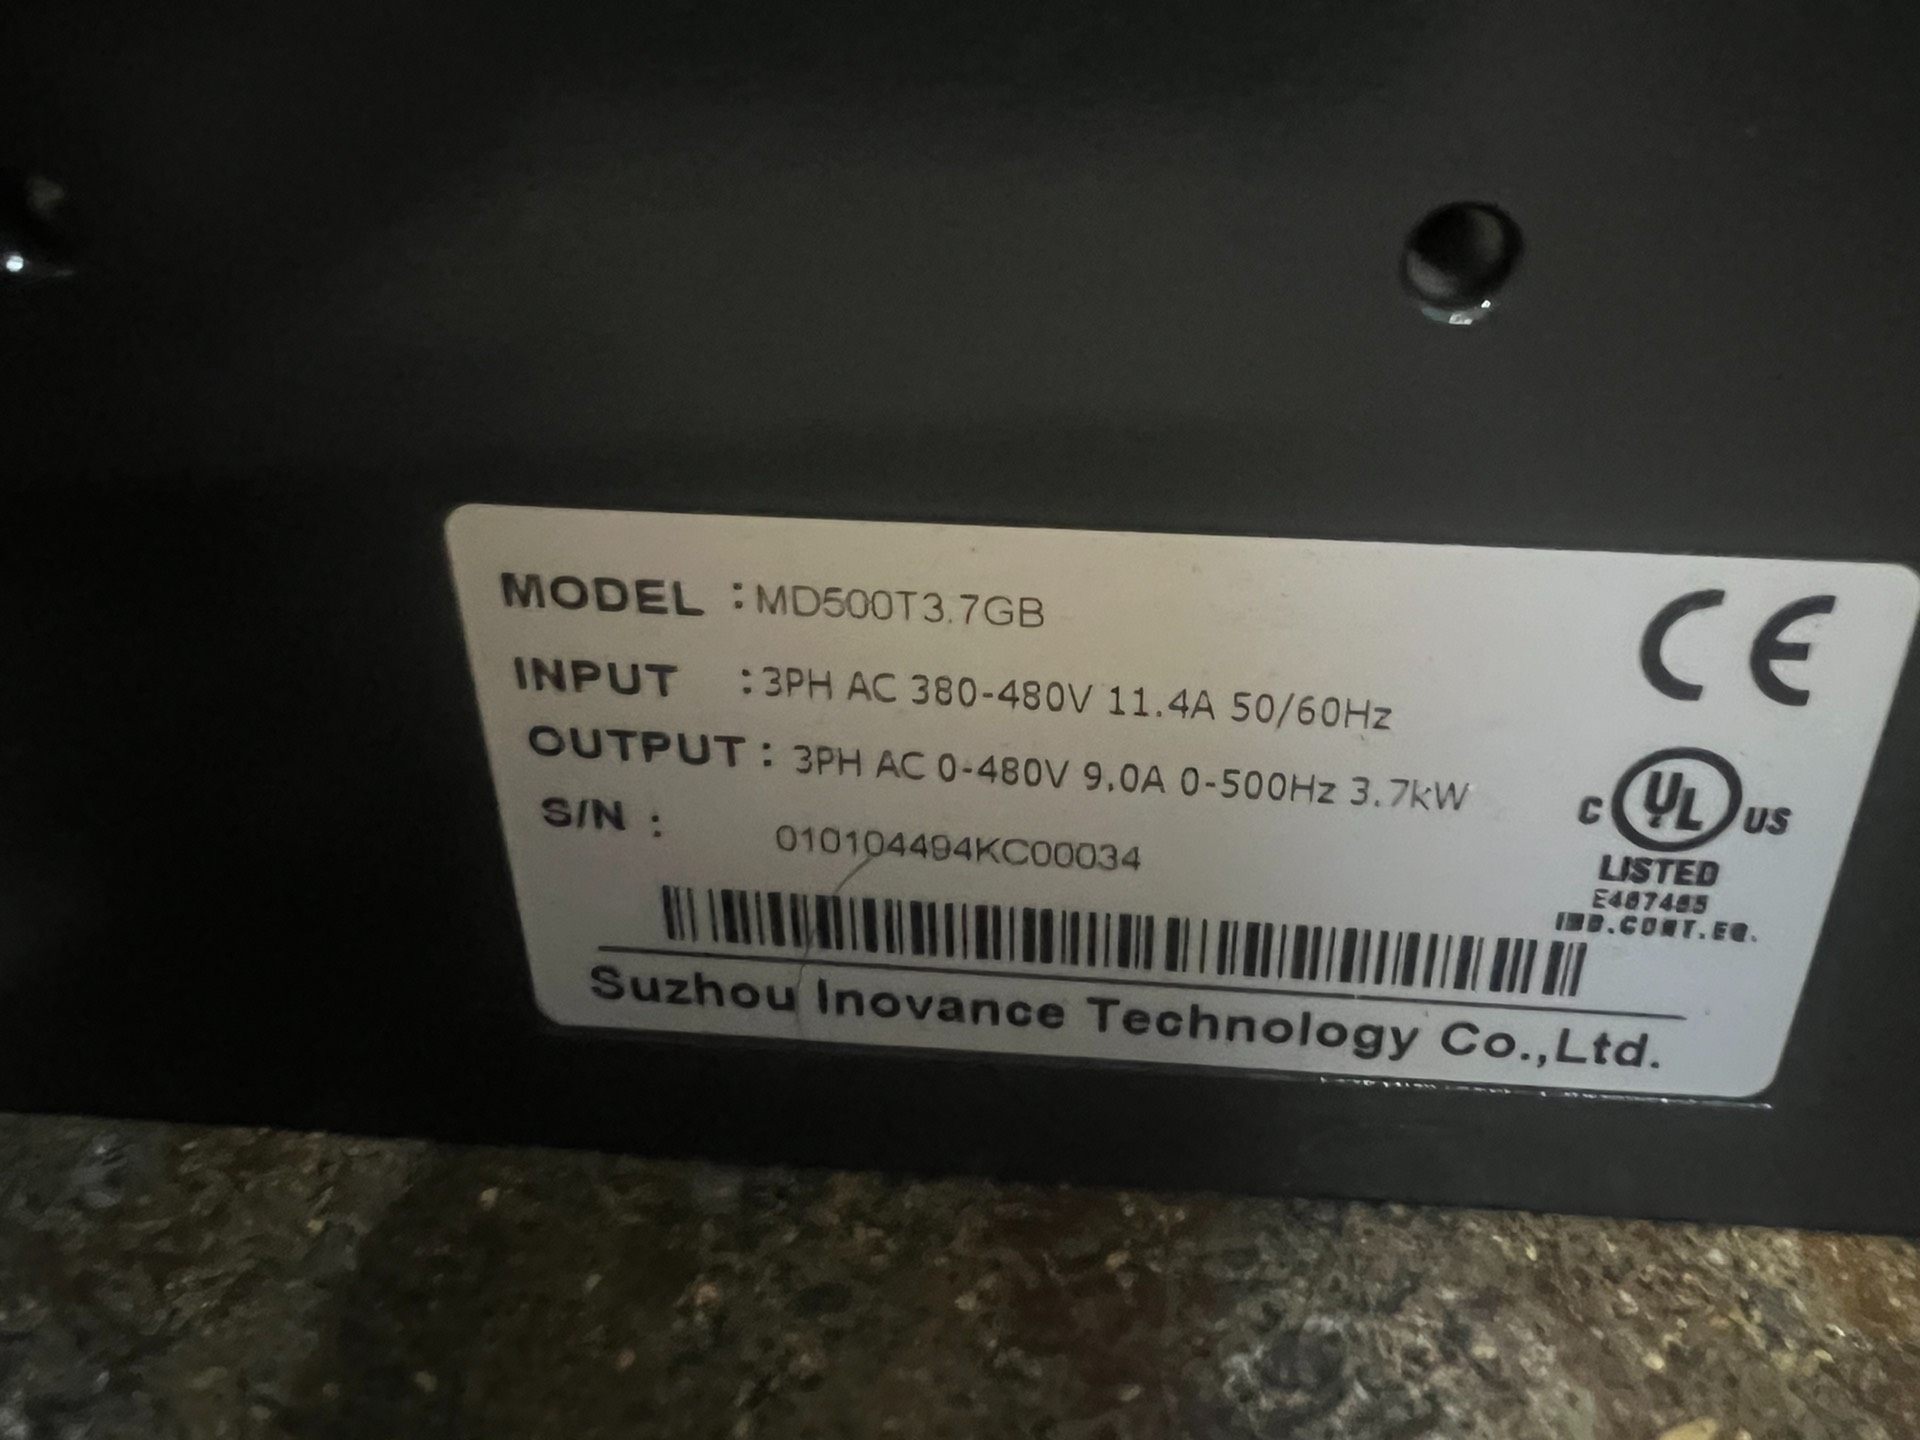 MODEL :MD500T3.7GB
INPUT :3PH AC 380-480V 11.4A 50/60Hz
OUTPUT: 3PH AC 0-480V 9.0A 0-500Hz 3.7kW
S/N : 010104494KC00034
CE
C UL US
LISTED
E467465
IND.CONT.EQ.
Suzhou Inovance Technology Co.,Ltd.